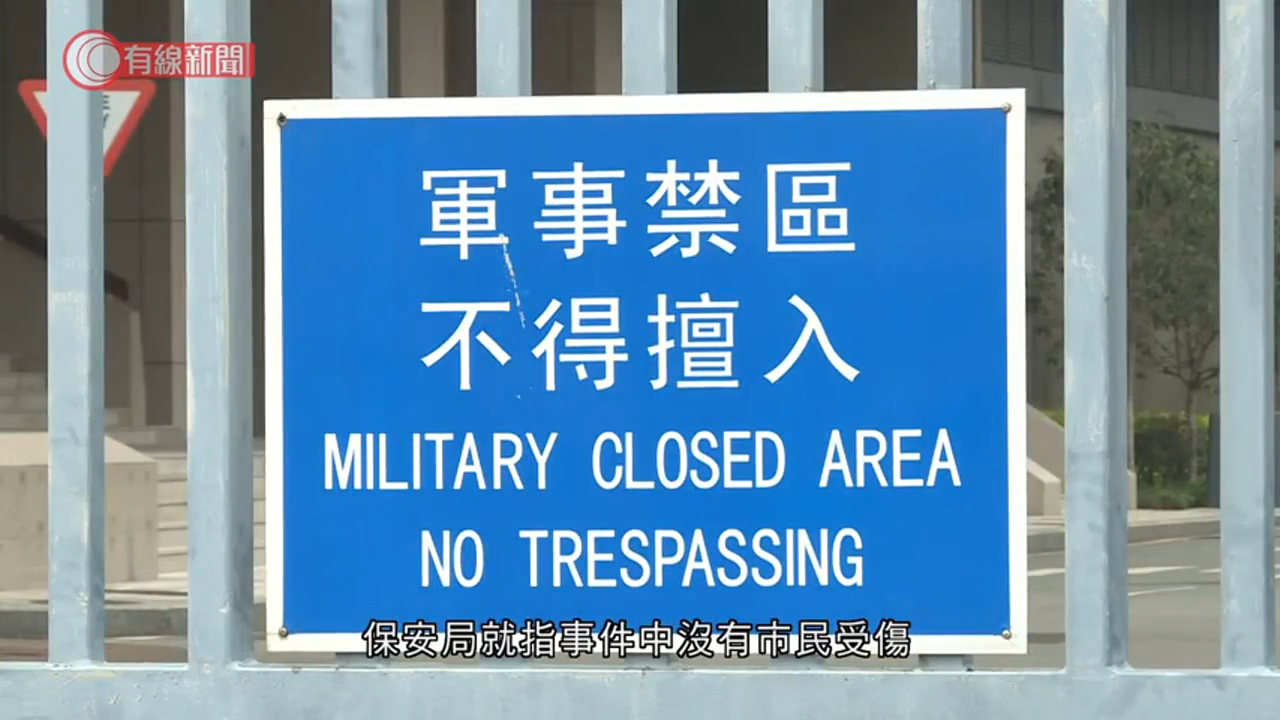 有線新聞
軍事禁區
不得擅入
MILITARY CLOSED AREA
NO TRESPASSING
保安局就指事件中沒有市民受傷